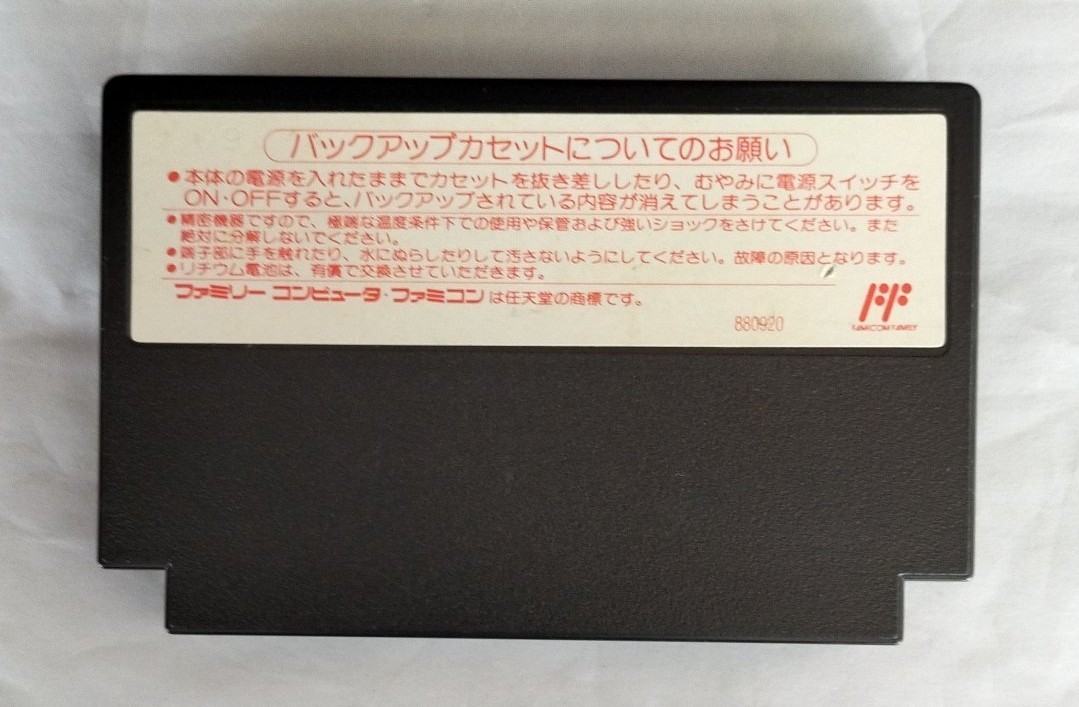 バックアップカセットについてのお願い
●本体の電源を入れたままでカセットを抜き差ししたり、むやみに電源スイッチを
ON・OFFすると、バックアップされている内容が消えてしまうことがあります。
●精密機器ですので、極端な温度条件下での使用や保管および強いショックをさけてください。また
絶対に分解しないでください。
●端子部に手を触れたり、水にぬらしたりして汚さないようにしてください。故障の原因となります。
●リチウム電池は、有償で交換させていただきます。
ファミリーコンピュータ・ファミコンは任天堂の商標です。
880920
FAMICOM FAMILY